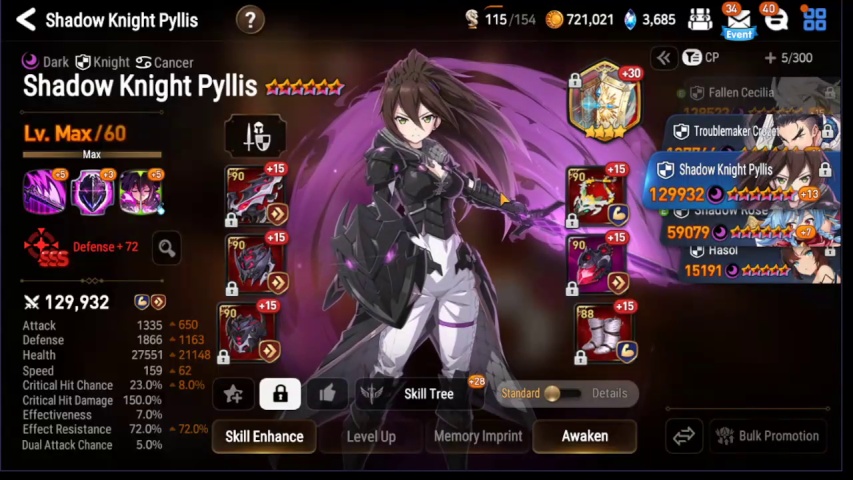 Shadow Knight Pyllis
?
115/154
721,021
3,685
34
Event
40
Dark Knight Cancer
Shadow Knight Pyllis
Lv. Max/60
Max
+5 +3 +5
SSS Defense + 72
129,932
Attack 1335 650
Defense 1866 1163
Health 27551 21148
Speed 159 62
Critical Hit Chance 23.0% 8.0%
Critical Hit Damage 150.0%
Effectiveness 7.0%
Effect Resistance 72.0% 72.0%
Dual Attack Chance 5.0%
90 +15
90 +15
90 +15
+30
90 +15
90 +15
88 +15
Skill Tree +28
Standard Details
Skill Enhance
Level Up
Memory Imprint
Awaken
CP
+ 5/300
Fallen Cecilia
Troublemaker Crozet
Shadow Knight Pyllis
129932 +13
Shadow Rose
59079 +7
Hasol
15191
Bulk Promotion